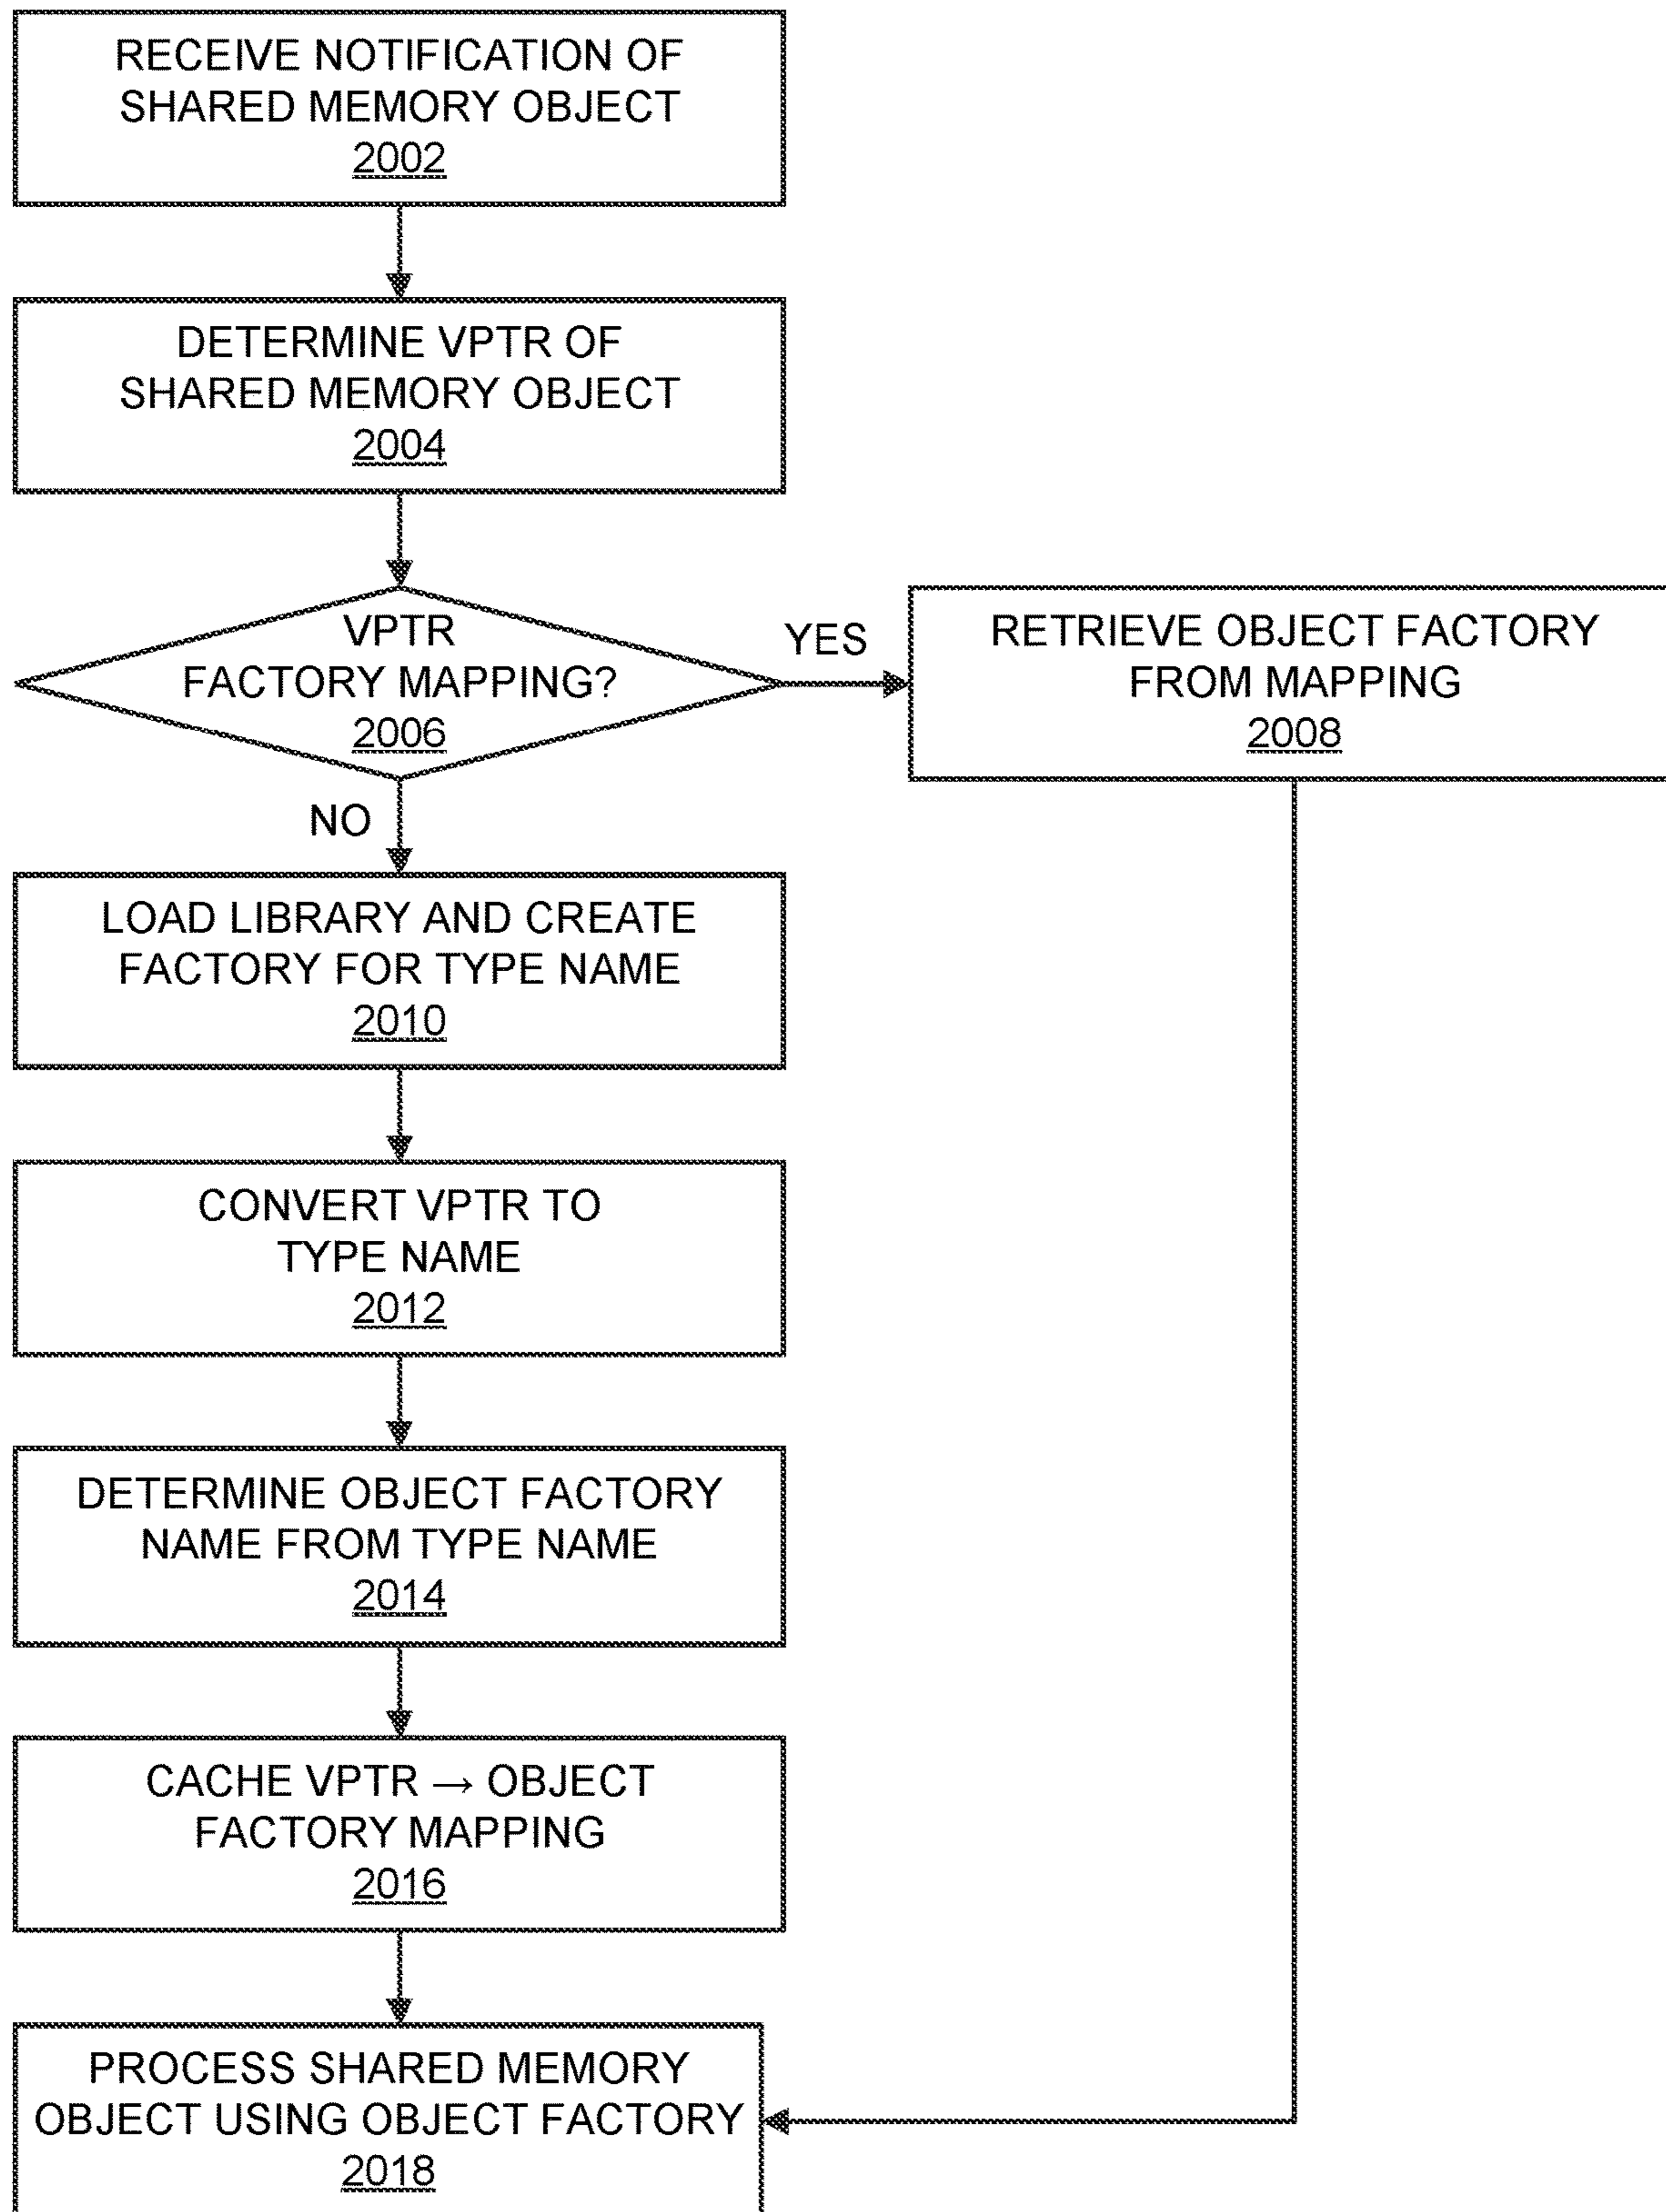 RECEIVE NOTIFICATION OF
SHARED MEMORY OBJECT
2002
DETERMINE VPTR OF
SHARED MEMORY OBJECT
2004
VPTR
FACTORY MAPPING?
2006
YES
RETRIEVE OBJECT FACTORY
FROM MAPPING
2008
NO
LOAD LIBRARY AND CREATE
FACTORY FOR TYPE NAME
2010
CONVERT VPTR TO
TYPE NAME
2012
DETERMINE OBJECT FACTORY
NAME FROM TYPE NAME
2014
CACHE VPTR → OBJECT
FACTORY MAPPING
2016
PROCESS SHARED MEMORY
OBJECT USING OBJECT FACTORY
2018